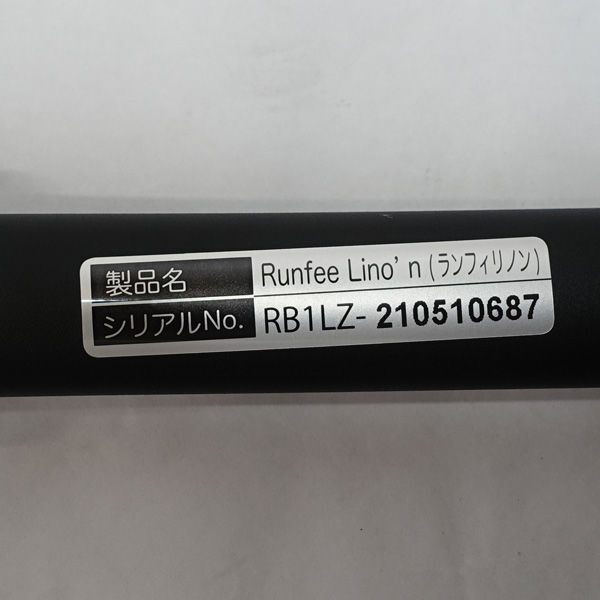 製品名 Runfee Lino' n (ランフィリノン)
シリアルNo. RB1LZ- 210510687